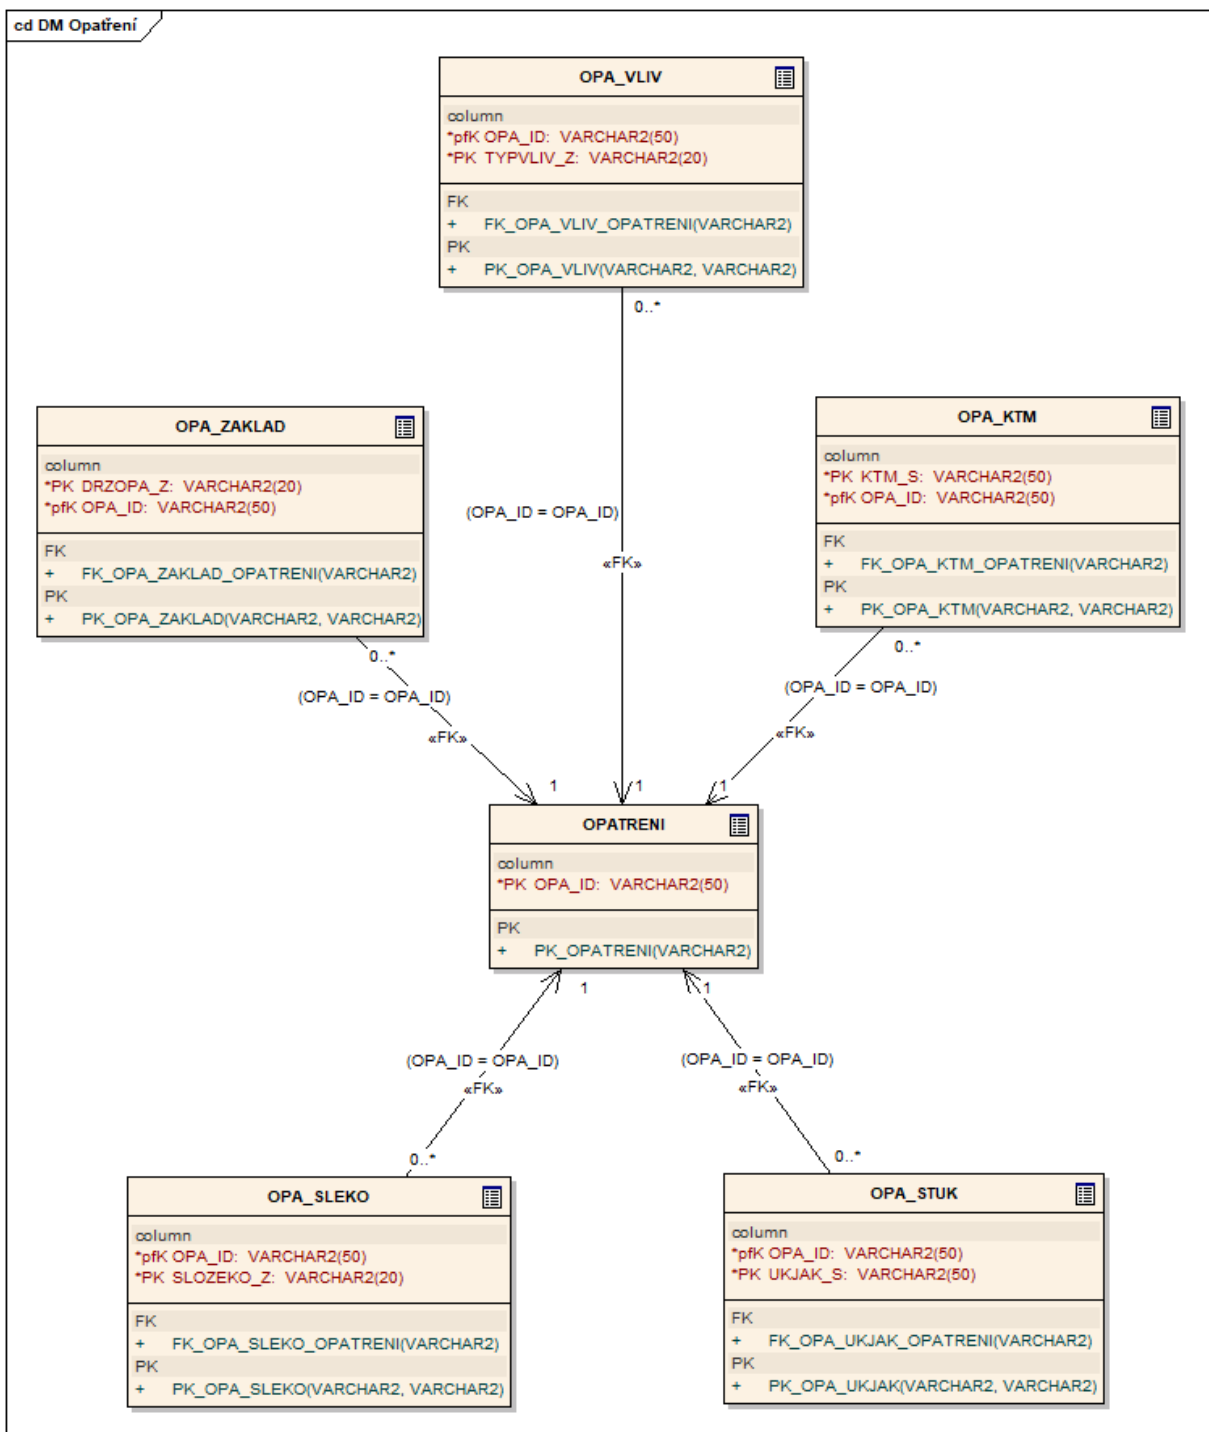 cd DM Opatření
OPA_VLIV
column
*pfK OPA_ID: VARCHAR2(50)
*PK TYPVLIV_Z: VARCHAR2(20)
FK
+ FK_OPA_VLIV_OPATRENI(VARCHAR2)
PK
+ PK_OPA_VLIV(VARCHAR2, VARCHAR2)
0..*
(OPA_ID = OPA_ID)
«FK»
1
OPA_ZAKLAD
column
*PK DRZOPA_Z: VARCHAR2(20)
*pfK OPA_ID: VARCHAR2(50)
FK
+ FK_OPA_ZAKLAD_OPATRENI(VARCHAR2)
PK
+ PK_OPA_ZAKLAD(VARCHAR2, VARCHAR2)
0..*
(OPA_ID = OPA_ID)
«FK»
1
OPA_KTM
column
*PK KTM_S: VARCHAR2(50)
*pfK OPA_ID: VARCHAR2(50)
FK
+ FK_OPA_KTM_OPATRENI(VARCHAR2)
PK
+ PK_OPA_KTM(VARCHAR2, VARCHAR2)
0..*
(OPA_ID = OPA_ID)
«FK»
1
OPATRENI
column
*PK OPA_ID: VARCHAR2(50)
PK
+ PK_OPATRENI(VARCHAR2)
1
(OPA_ID = OPA_ID)
«FK»
0..*
1
(OPA_ID = OPA_ID)
«FK»
0..*
OPA_SLEKO
column
*pfK OPA_ID: VARCHAR2(50)
*PK SLOZEKO_Z: VARCHAR2(20)
FK
+ FK_OPA_SLEKO_OPATRENI(VARCHAR2)
PK
+ PK_OPA_SLEKO(VARCHAR2, VARCHAR2)
OPA_STUK
column
*pfK OPA_ID: VARCHAR2(50)
*PK UKJAK_S: VARCHAR2(50)
FK
+ FK_OPA_UKJAK_OPATRENI(VARCHAR2)
PK
+ PK_OPA_UKJAK(VARCHAR2, VARCHAR2)